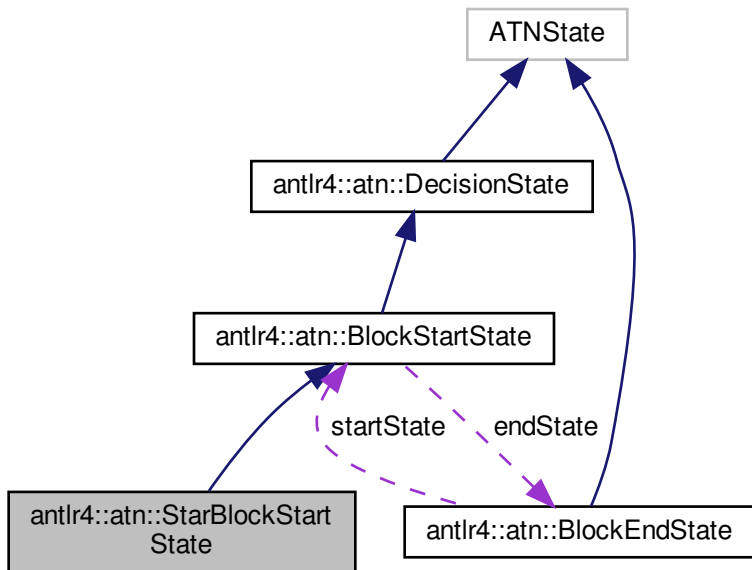 ATNState
antlr4::atn::DecisionState
antlr4::atn::BlockStartState
startState
endState
antlr4::atn::StarBlockStart
State
antlr4::atn::BlockEndState